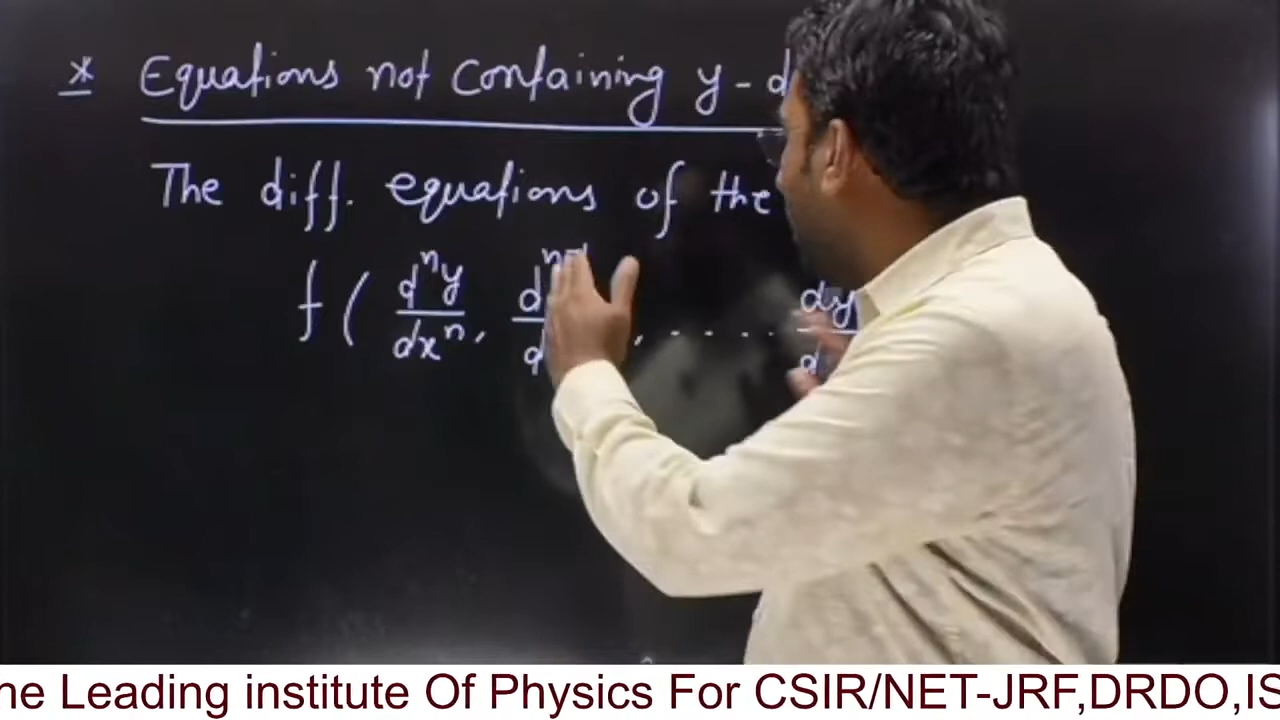 * Equations not Containing y - d
The diff. equations of the
f ( dⁿy/dxⁿ, d , ..... dy
he Leading institute Of Physics For CSIR/NET-JRF,DRDO,IS